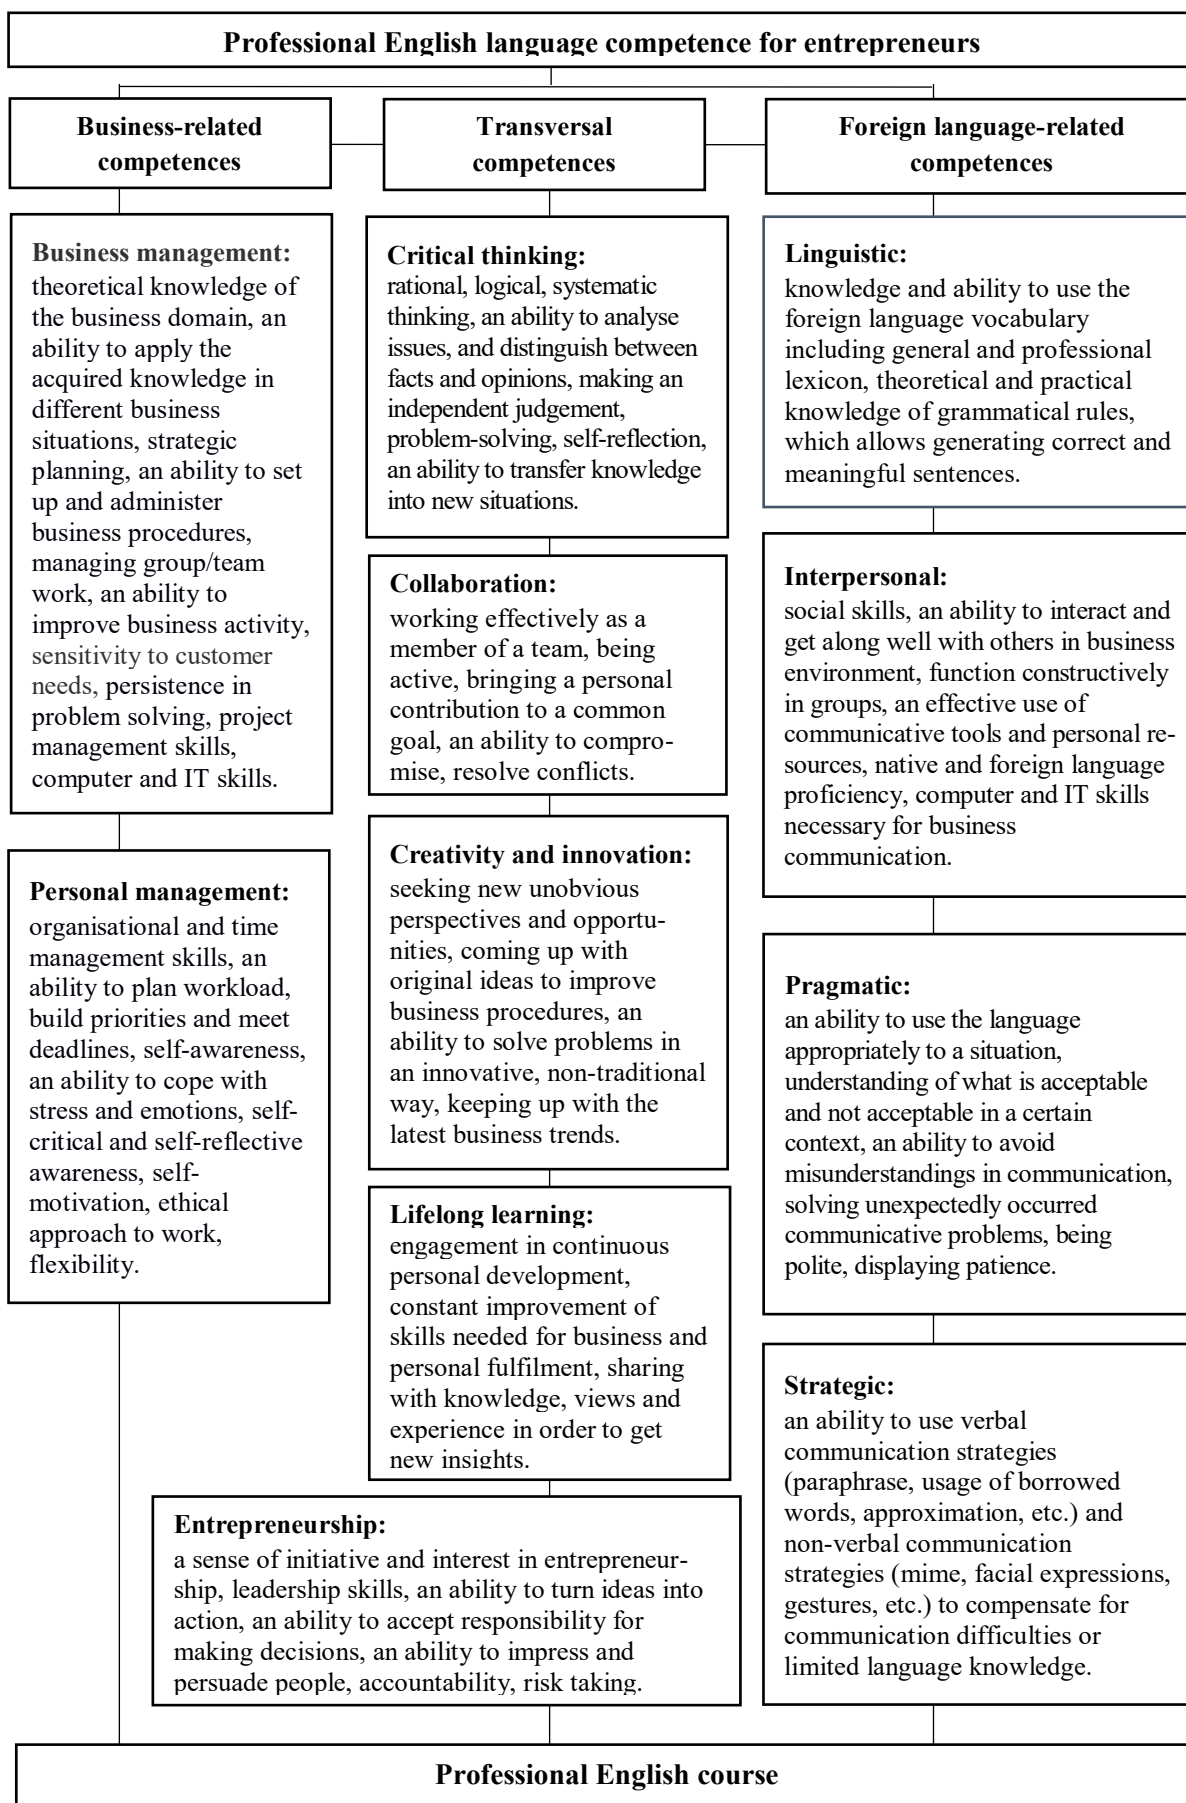 Professional English language competence for entrepreneurs
Business-related
competences
Transversal
competences
Foreign language-related
competences
Business management:
theoretical knowledge of
the business domain, an
ability to apply the
acquired knowledge in
different business
situations, strategic
planning, an ability to set
up and administer
business procedures,
managing group/team
work, an ability to
improve business activity,
sensitivity to customer
needs, persistence in
problem solving, project
management skills,
computer and IT skills.
Personal management:
organisational and time
management skills, an
ability to plan workload,
build priorities and meet
deadlines, self-awareness,
an ability to cope with
stress and emotions, self-
critical and self-reflective
awareness, self-
motivation, ethical
approach to work,
flexibility.
Critical thinking:
rational, logical, systematic
thinking, an ability to analyse
issues, and distinguish between
facts and opinions, making an
independent judgement,
problem-solving, self-reflection,
an ability to transfer knowledge
into new situations.
Collaboration:
working effectively as a
member of a team, being
active, bringing a personal
contribution to a common
goal, an ability to compro-
mise, resolve conflicts.
Creativity and innovation:
seeking new unobvious
perspectives and opportu-
nities, coming up with
original ideas to improve
business procedures, an
ability to solve problems in
an innovative, non-traditional
way, keeping up with the
latest business trends.
Lifelong learning:
engagement in continuous
personal development,
constant improvement of
skills needed for business and
personal fulfilment, sharing
with knowledge, views and
experience in order to get
new insights.
Entrepreneurship:
a sense of initiative and interest in entrepreneur-
ship, leadership skills, an ability to turn ideas into
action, an ability to accept responsibility for
making decisions, an ability to impress and
persuade people, accountability, risk taking.
Linguistic:
knowledge and ability to use the
foreign language vocabulary
including general and professional
lexicon, theoretical and practical
knowledge of grammatical rules,
which allows generating correct and
meaningful sentences.
Interpersonal:
social skills, an ability to interact and
get along well with others in business
environment, function constructively
in groups, an effective use of
communicative tools and personal re-
sources, native and foreign language
proficiency, computer and IT skills
necessary for business
communication.
Pragmatic:
an ability to use the language
appropriately to a situation,
understanding of what is acceptable
and not acceptable in a certain
context, an ability to avoid
misunderstandings in communication,
solving unexpectedly occurred
communicative problems, being
polite, displaying patience.
Strategic:
an ability to use verbal
communication strategies
(paraphrase, usage of borrowed
words, approximation, etc.) and
non-verbal communication
strategies (mime, facial expressions,
gestures, etc.) to compensate for
communication difficulties or
limited language knowledge.
Professional English course